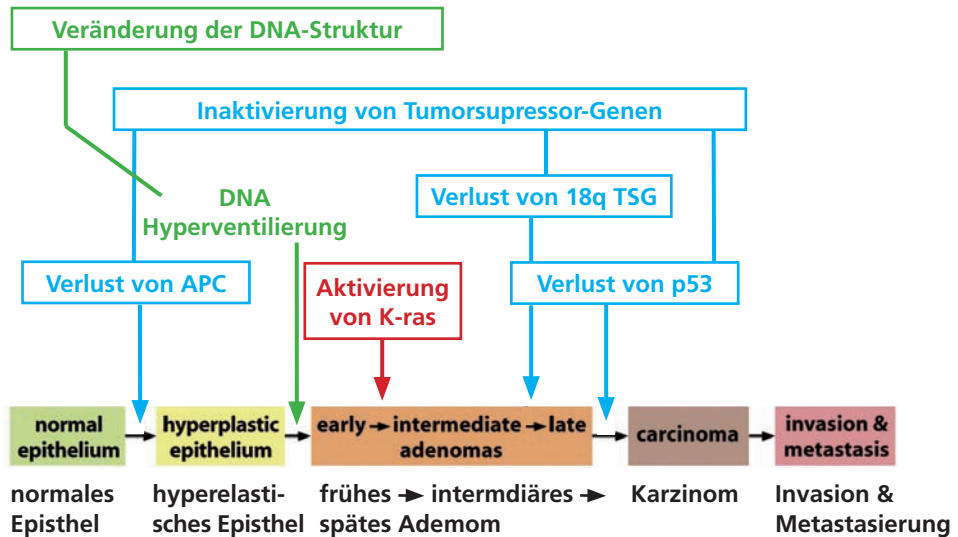 Veränderung der DNA-Struktur
Inaktivierung von Tumorsupressor-Genen
Verlust von 18q TSG
DNA
Hyperventilierung
Verlust von APC
Aktivierung
von K-ras
Verlust von p53
normal
epithelium
hyperplastic
epithelium
early → intermediate → late
adenomas
carcinoma
invasion &
metastasis
normales
Episthel
hyperelasti-
sches Episthel
frühes → intermdiäres →
spätes Ademom
Karzinom
Invasion &
Metastasierung